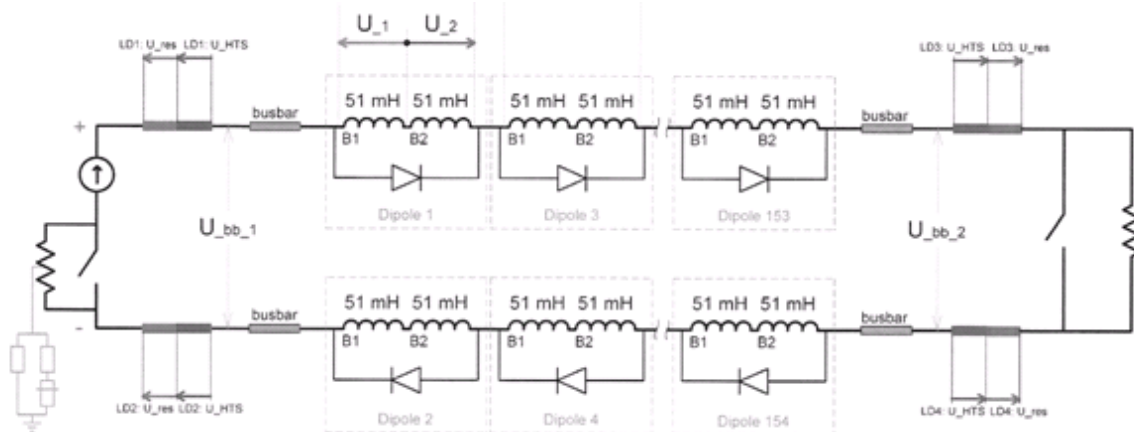 U_1 U_2
LD1: U_res LD1: U_HTS
LD3: U_HTS LD3: U_res
51 mH 51 mH 51 mH 51 mH 51 mH 51 mH
busbar busbar
+
B1 B2 B1 B2 B1 B2
Dipole 1 Dipole 3 Dipole 153
U_bb_1 U_bb_2
51 mH 51 mH 51 mH 51 mH 51 mH 51 mH
-
busbar busbar
B1 B2 B1 B2 B1 B2
LD2: U_res LD2: U_HTS
Dipole 2 Dipole 4 Dipole 154
LD4: U_HTS LD4: U_res